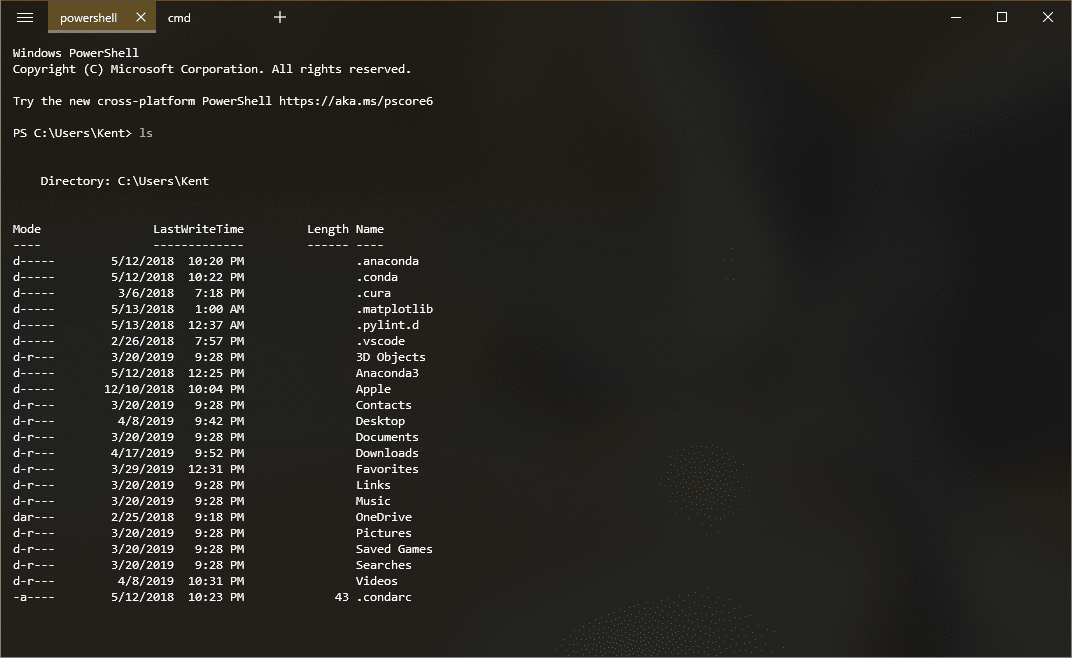 powershell cmd
Windows PowerShell
Copyright (C) Microsoft Corporation. All rights reserved.
Try the new cross-platform PowerShell https://aka.ms/pscore6
PS C:\Users\Kent> ls
Directory: C:\Users\Kent
Mode LastWriteTime Length Name
---- ------------- ------ ----
d----- 5/12/2018 10:20 PM .anaconda
d----- 5/12/2018 10:22 PM .conda
d----- 3/6/2018 7:18 PM .cura
d----- 5/13/2018 1:00 AM .matplotlib
d----- 5/13/2018 12:37 AM .pylint.d
d----- 2/26/2018 7:57 PM .vscode
d-r--- 3/20/2019 9:28 PM 3D Objects
d----- 5/12/2018 12:25 PM Anaconda3
d----- 12/10/2018 10:04 PM Apple
d-r--- 3/20/2019 9:28 PM Contacts
d-r--- 4/8/2019 9:42 PM Desktop
d-r--- 3/20/2019 9:28 PM Documents
d-r--- 4/17/2019 9:52 PM Downloads
d-r--- 3/29/2019 12:31 PM Favorites
d-r--- 3/20/2019 9:28 PM Links
d-r--- 3/20/2019 9:28 PM Music
dar--- 2/25/2018 9:18 PM OneDrive
d-r--- 3/20/2019 9:28 PM Pictures
d-r--- 3/20/2019 9:28 PM Saved Games
d-r--- 3/20/2019 9:28 PM Searches
d-r--- 4/8/2019 10:31 PM Videos
-a---- 5/12/2018 10:23 PM 43 .condarc